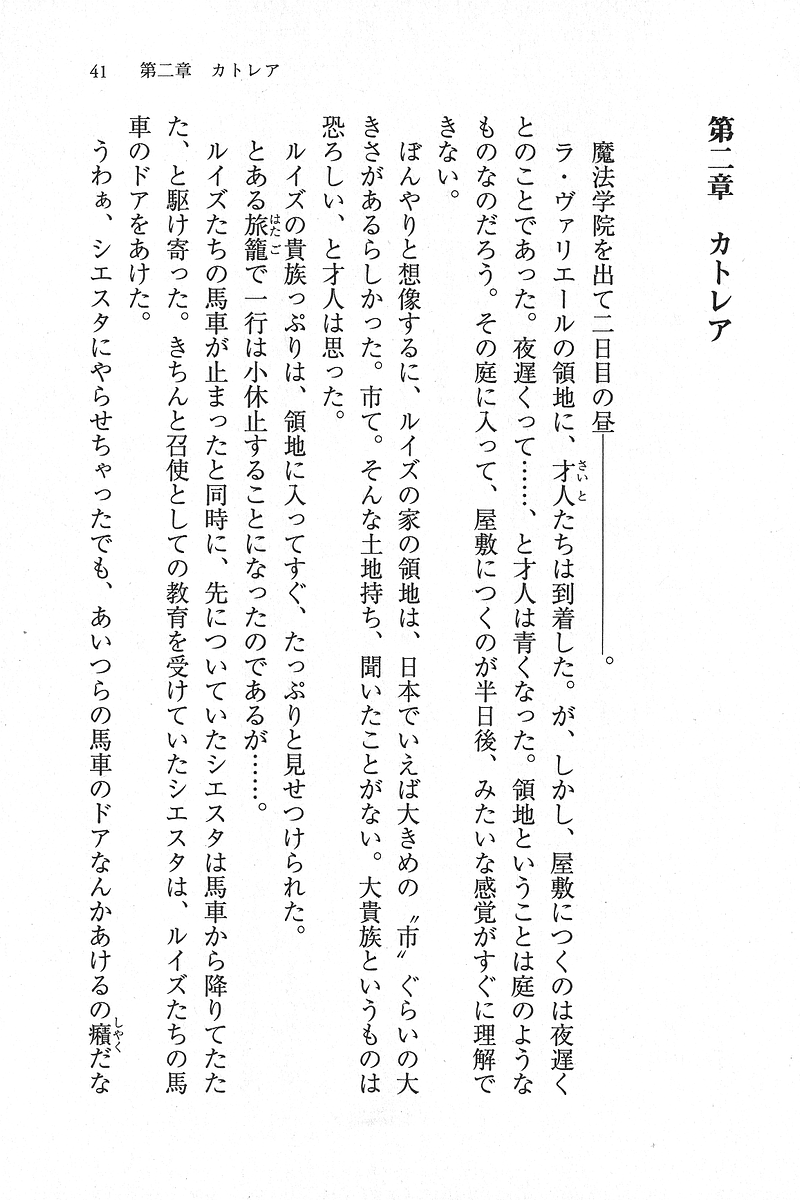 41 第二章 カトレア
第二章 カトレア
魔法学院を出て二日目の昼――――――――。
ラ・ヴァリエールの領地に、才人たちは到着した。が、しかし、屋敷につくのは夜遅く
とのことであった。夜遅くって……、と才人は青くなった。領地ということは庭のような
ものなのだろう。その庭に入って、屋敷につくのが半日後、みたいな感覚がすぐに理解で
きない。
ぼんやりと想像するに、ルイズの家の領地は、日本でいえば大きめの〝市〟ぐらいの大
きさがあるらしかった。市て。そんな土地持ち、聞いたことがない。大貴族というものは
恐ろしい、と才人は思った。
ルイズの貴族っぷりは、領地に入ってすぐ、たっぷりと見せつけられた。
とある旅籠で一行は小休止することになったのであるが……。
ルイズたちの馬車が止まったと同時に、先についていたシエスタは馬車から降りてたた
た、と駆け寄った。きちんと召使としての教育を受けていたシエスタは、ルイズたちの馬
車のドアをあけた。
うわぁ、シエスタにやらせちゃったでも、あいつらの馬車のドアなんかあけるの癪だな